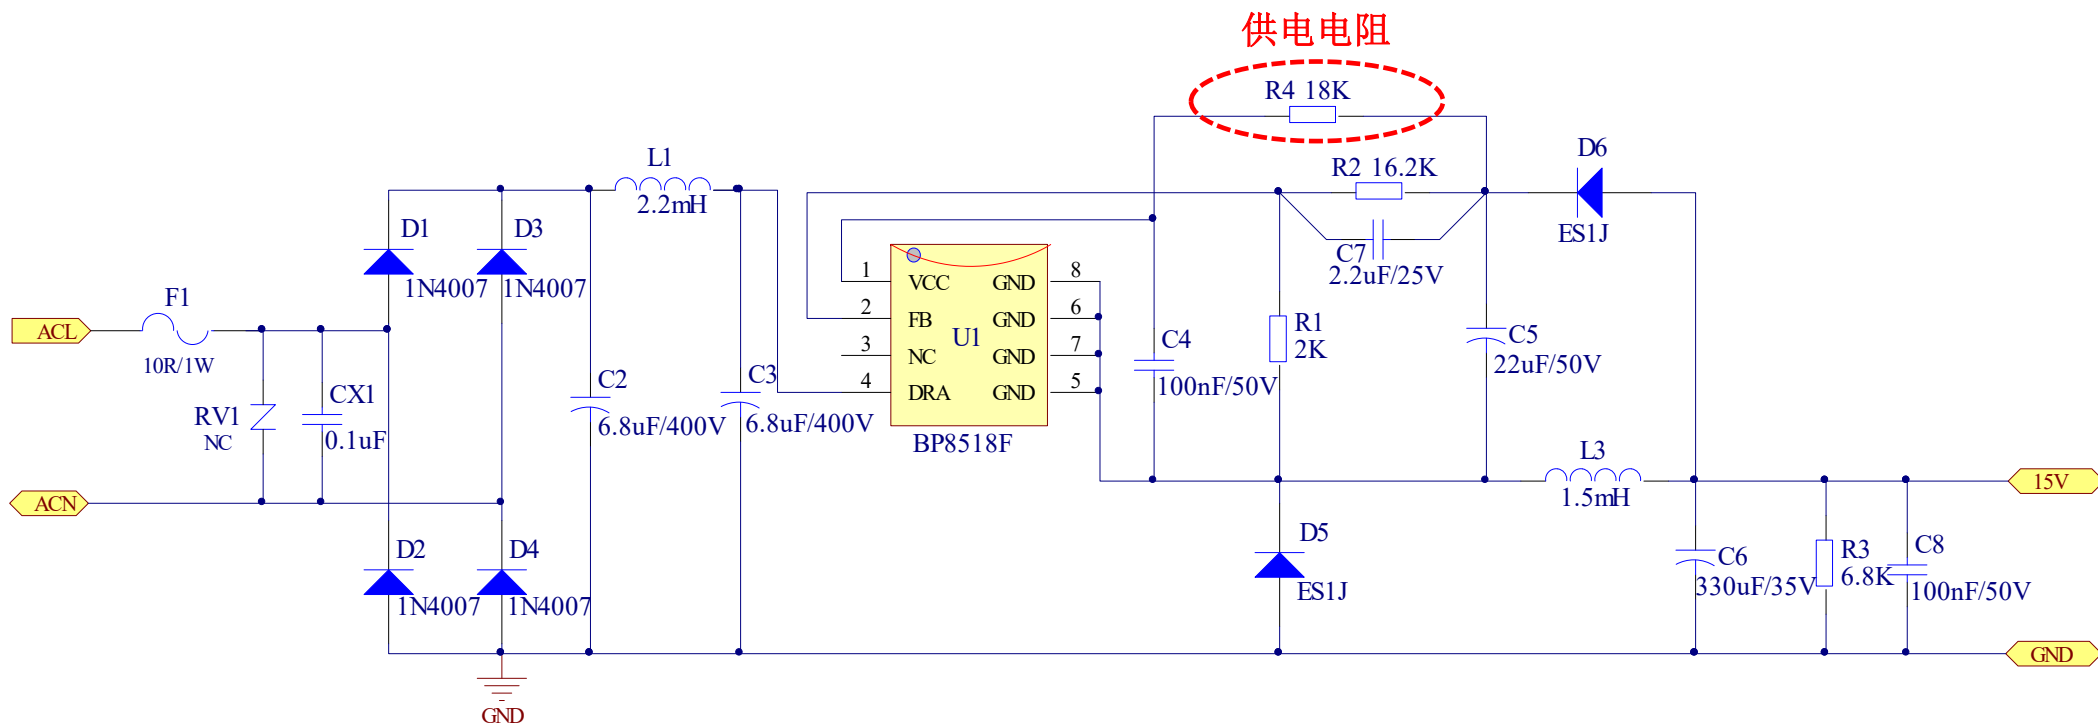 供电电阻
R4 18K
D6
L1
R2 16.2K
2.2mH
D1
D3
ES1J
C7
2.2uF/25V
1N4007
1N4007
F1
1
VCC
GND
8
2
FB
GND
6
U1
3
NC
GND
7
4
DRA
GND
5
BP8518F
ACL
10R/1W
R1
2K
C4
100nF/50V
C5
22uF/50V
C2
6.8uF/400V
C3
6.8uF/400V
RV1
NC
CX1
0.1uF
L3
1.5mH
15V
ACN
D2
D4
D5
1N4007
1N4007
ES1J
C6
330uF/35V
R3
6.8K
C8
100nF/50V
GND
GND